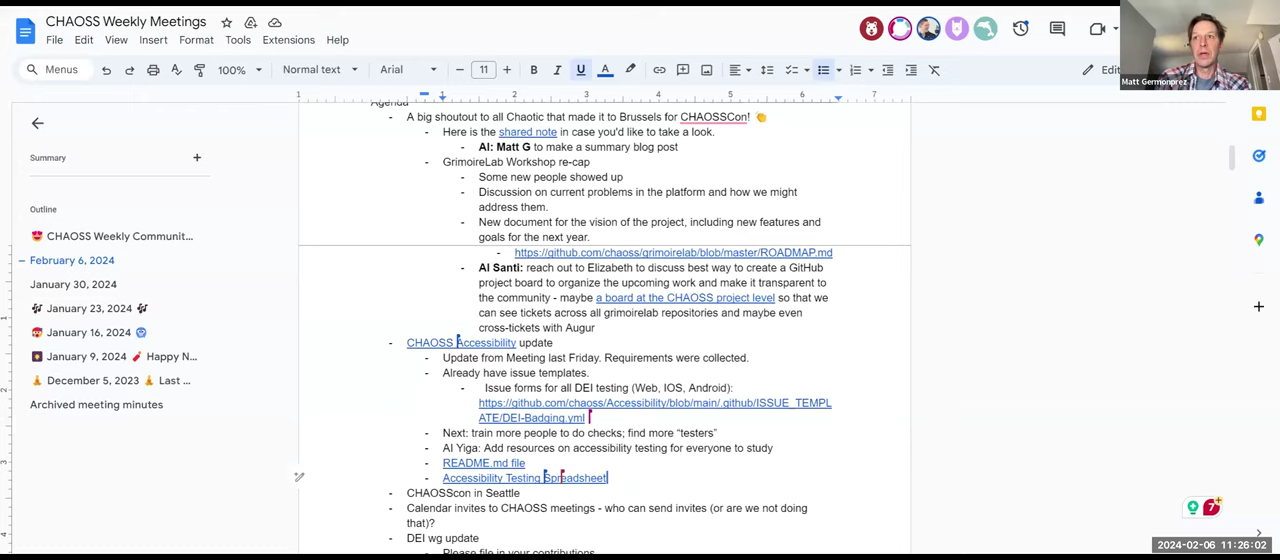 CHAOSS Weekly Meetings
File Edit View Insert Format Tools Extensions Help
Menus 100% Normal text Arial 11 B I U A
1 1 2 3 4 5 6 7
Matt Germonprez
Summary
Outline
😍 CHAOSS Weekly Communit...
February 6, 2024
January 30, 2024
🎶 January 23, 2024 🎶
January 16, 2024
January 9, 2024 🧨 Happy N...
December 5, 2023 Last ...
Archived meeting minutes
Agenda
- A big shoutout to all Chaotic that made it to Brussels for CHAOSSCon! 👏
- Here is the shared note in case you'd like to take a look.
- AI: Matt G to make a summary blog post
- GrimoireLab Workshop re-cap
- Some new people showed up
- Discussion on current problems in the platform and how we might
address them.
- New document for the vision of the project, including new features and
goals for the next year.
- https://github.com/chaoss/grimoirelab/blob/master/ROADMAP.md
- AI Santi: reach out to Elizabeth to discuss best way to create a GitHub
project board to organize the upcoming work and make it transparent to
the community - maybe a board at the CHAOSS project level so that we
can see tickets across all grimoirelab repositories and maybe even
cross-tickets with Augur
- CHAOSS Accessibility update
- Update from Meeting last Friday. Requirements were collected.
- Already have issue templates.
- Issue forms for all DEI testing (Web, IOS, Android):
https://github.com/chaoss/Accessibility/blob/main/.github/ISSUE_TEMPL
ATE/DEI-Badging.yml
- Next: train more people to do checks; find more “testers”
- AI Yiga: Add resources on accessibility testing for everyone to study
- README.md file
- Accessibility Testing Spreadsheet
- CHAOSScon in Seattle
- Calendar invites to CHAOSS meetings - who can send invites (or are we not doing
that)?
- DEI wg update
- Please file in your contributions
7
2024-02-06 11:26:02